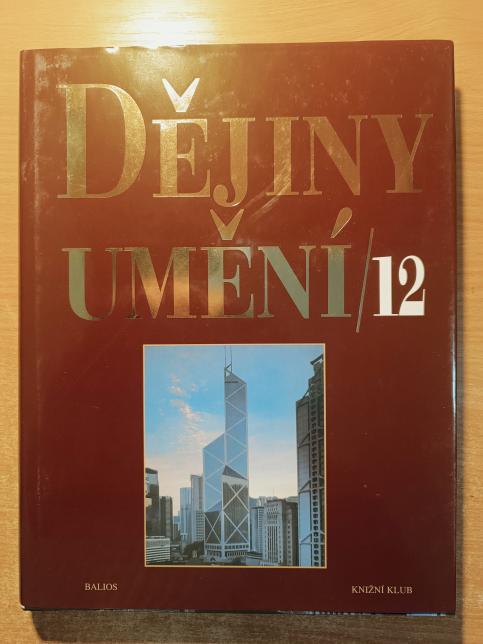 DĚJINY
UMĚNÍ/12
BALIOS
KNIŽNÍ KLUB